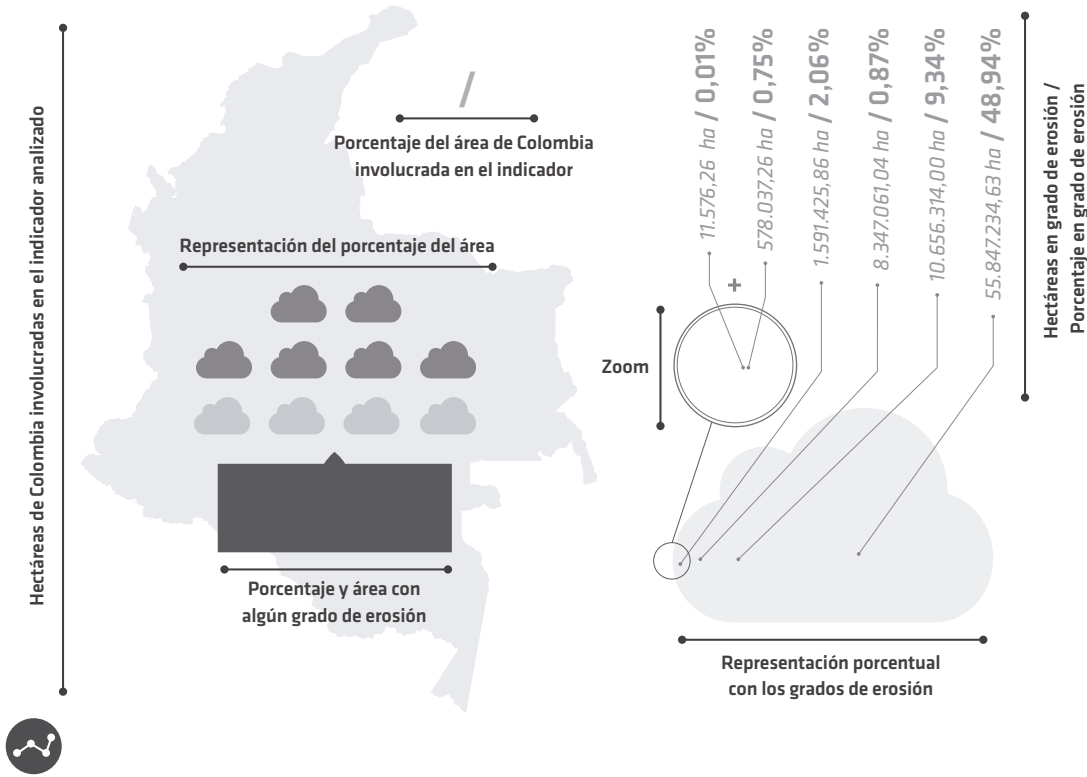 Hectáreas de Colombia involucradas en el indicador analizado
/
Porcentaje del área de Colombia
involucrada en el indicador
Representación del porcentaje del área
Porcentaje y área con
algún grado de erosión
11.576,26 ha / 0,01%
578.037,26 ha / 0,75%
1.591.425,86 ha / 2,06%
8.347.061,04 ha / 0,87%
10.656.314,00 ha / 9,34%
55.847.234,63 ha / 48,94%
+
Zoom
Hectáreas en grado de erosión /
Porcentaje en grado de erosión
Representación porcentual
con los grados de erosión